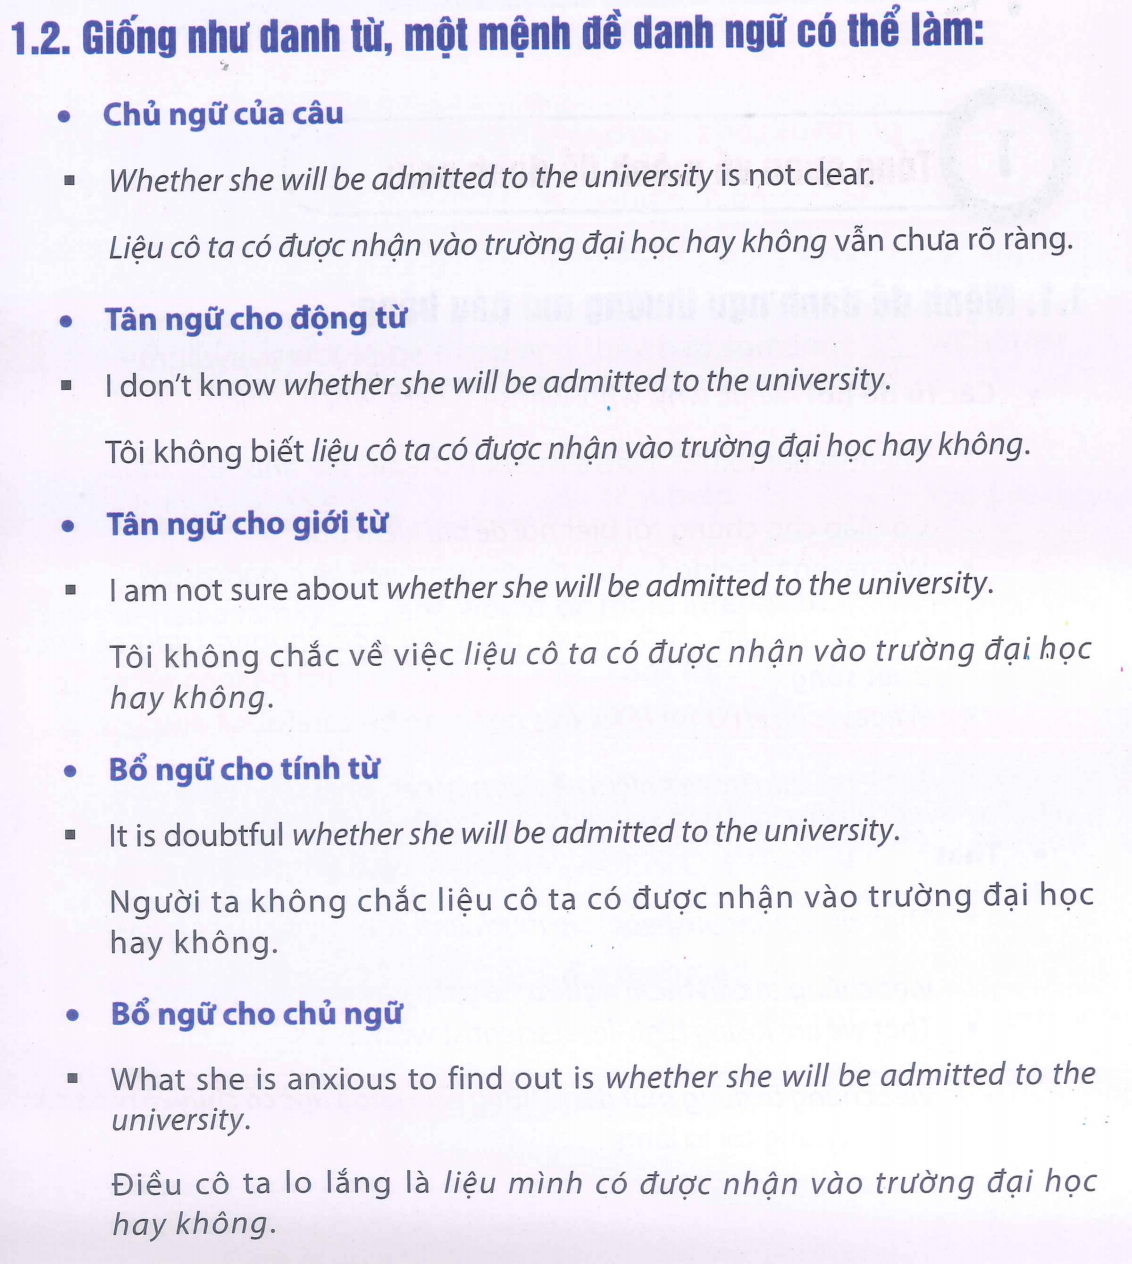 1.2. Giống như danh từ, một mệnh đề danh ngữ có thể làm:
• Chủ ngữ của câu
▪ Whether she will be admitted to the university is not clear.
Liệu cô ta có được nhận vào trường đại học hay không vẫn chưa rõ ràng.
• Tân ngữ cho động từ
▪ I don't know whether she will be admitted to the university.
Tôi không biết liệu cô ta có được nhận vào trường đại học hay không.
• Tân ngữ cho giới từ
▪ I am not sure about whether she will be admitted to the university.
Tôi không chắc về việc liệu cô ta có được nhận vào trường đại học
hay không.
• Bổ ngữ cho tính từ
▪ It is doubtful whether she will be admitted to the university.
Người ta không chắc liệu cô ta có được nhận vào trường đại học
hay không.
• Bổ ngữ cho chủ ngữ
▪ What she is anxious to find out is whether she will be admitted to the
university.
Điều cô ta lo lắng là liệu mình có được nhận vào trường đại học
hay không.